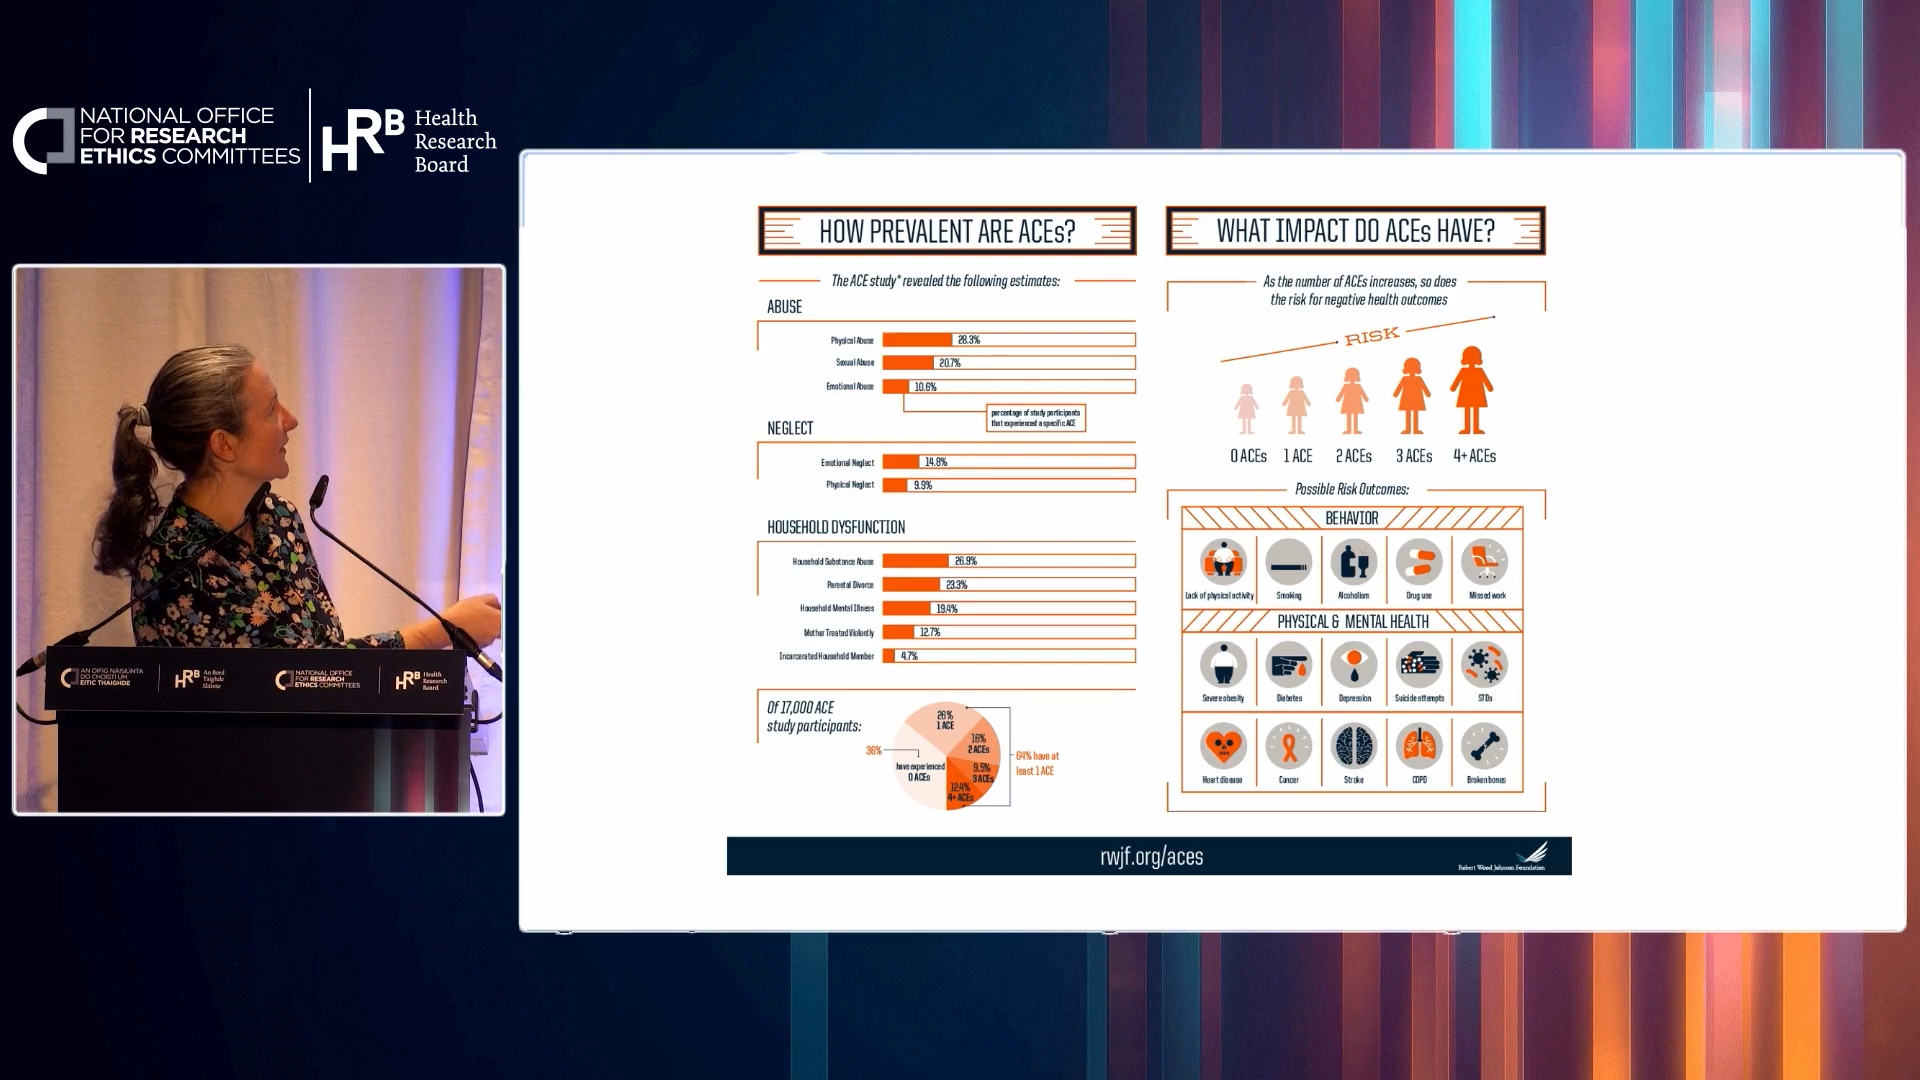 NATIONAL OFFICE
FOR RESEARCH
ETHICS COMMITTEES
HRB
Health
Research
Board
AN OIFIG NÁISIÚNTA
DO CHOISTÍ UM
EITIC TAIGHDE
HRB
An Bord
Taighde
Sláinte
NATIONAL OFFICE
FOR RESEARCH
ETHICS COMMITTEES
HRB
Health
Research
Board
HOW PREVALENT ARE ACEs?
The ACE study* revealed the following estimates:
ABUSE
Physical Abuse 28.3%
Sexual Abuse 20.7%
Emotional Abuse 10.6%
percentage of study participants
that experienced a specific ACE
NEGLECT
Emotional Neglect 14.8%
Physical Neglect 9.9%
HOUSEHOLD DYSFUNCTION
Household Substance Abuse 26.9%
Parental Divorce 23.3%
Household Mental Illness 19.4%
Mother Treated Violently 12.7%
Incarcerated Household Member 4.7%
Of 17,000 ACE
study participants:
36%
have experienced
0 ACEs
26%
1 ACE
16%
2 ACEs
9.5%
3 ACEs
12.4%
4+ ACEs
64% have at
least 1 ACE
WHAT IMPACT DO ACEs HAVE?
As the number of ACEs increases, so does
the risk for negative health outcomes
RISK
0 ACEs 1 ACE 2 ACEs 3 ACEs 4+ ACEs
Possible Risk Outcomes:
BEHAVIOR
Lack of physical activity Smoking Alcoholism Drug use Missed work
PHYSICAL & MENTAL HEALTH
Severe obesity Diabetes Depression Suicide attempts STDs
Heart disease Cancer Stroke COPD Broken bones
rwjf.org/aces
Robert Wood Johnson Foundation